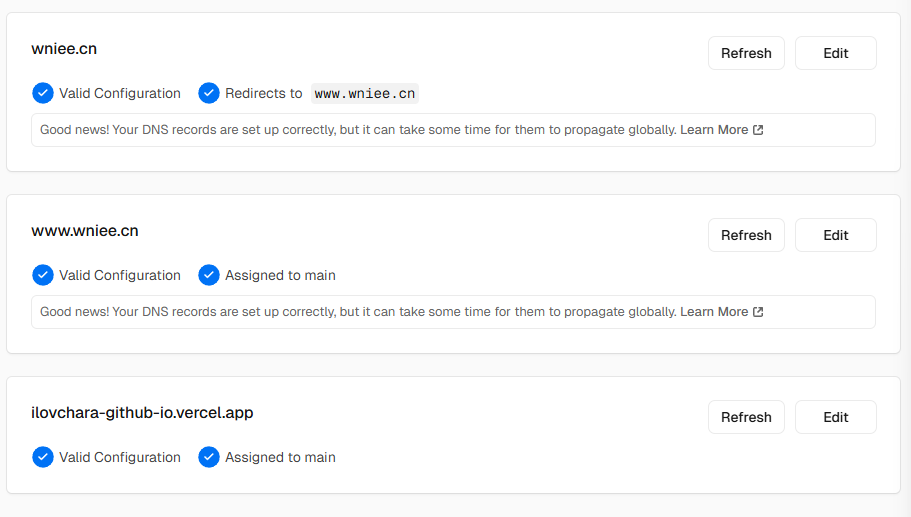 wniee.cn
Refresh
Edit
Valid Configuration
Redirects to www.wniee.cn
Good news! Your DNS records are set up correctly, but it can take some time for them to propagate globally. Learn More
www.wniee.cn
Refresh
Edit
Valid Configuration
Assigned to main
Good news! Your DNS records are set up correctly, but it can take some time for them to propagate globally. Learn More
ilovchara-github-io.vercel.app
Refresh
Edit
Valid Configuration
Assigned to main